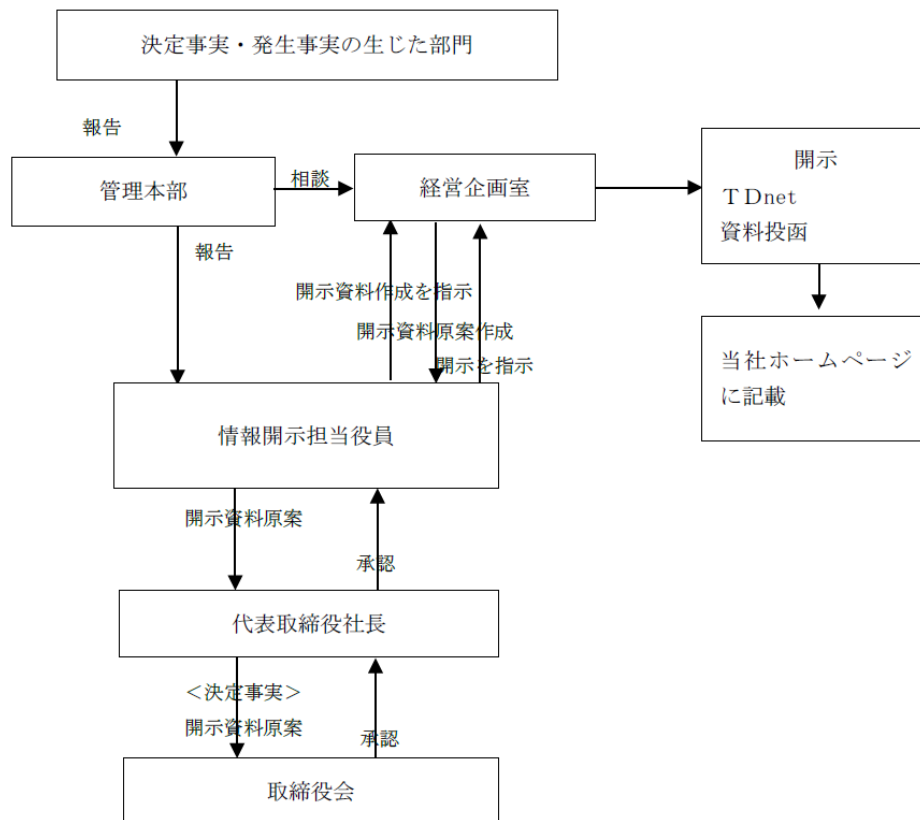 決定事実・発生事実の生じた部門
報告
管理本部
相談
経営企画室
開示
ＴＤnet
資料投函
報告
開示資料作成を指示
開示資料原案作成
開示を指示
当社ホームページ
に記載
情報開示担当役員
開示資料原案
承認
代表取締役社長
＜決定事実＞
開示資料原案
承認
取締役会